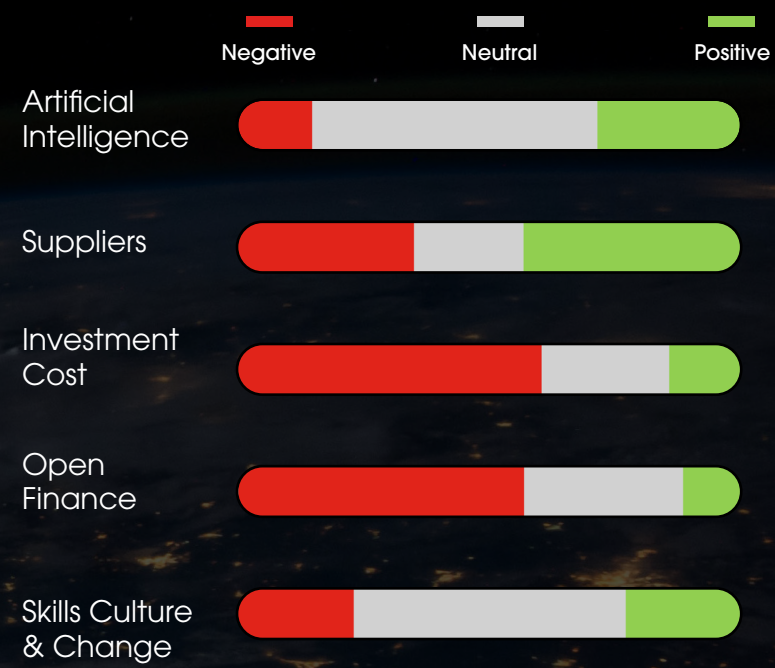 Negative Neutral Positive
Artificial
Intelligence
Suppliers
Investment
Cost
Open
Finance
Skills Culture
& Change